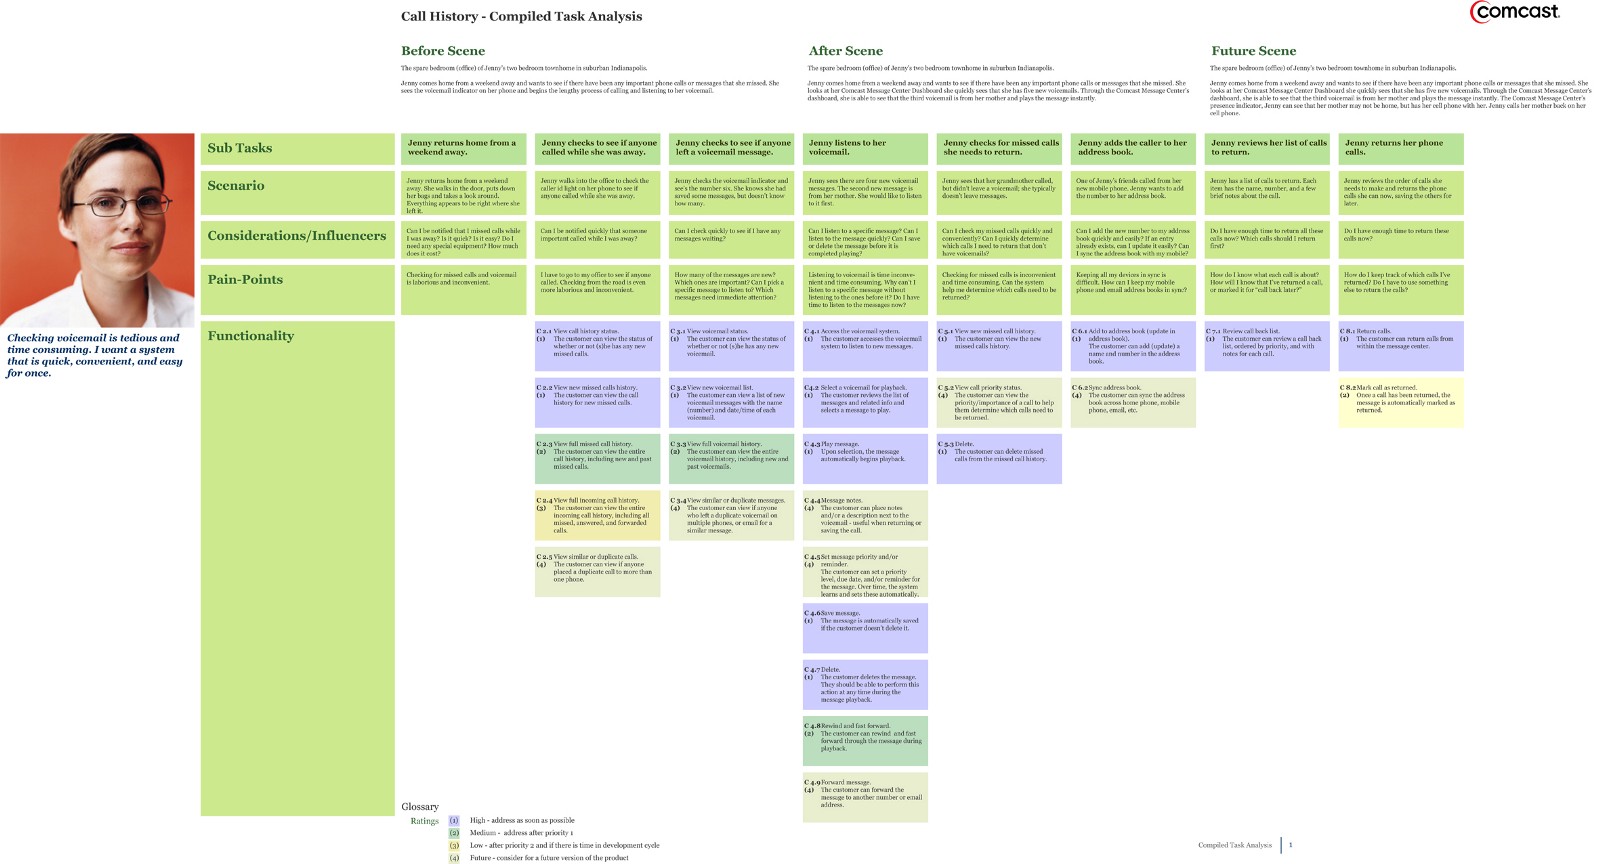 Call History - Compiled Task Analysis
comcast.
Before Scene
The spare bedroom (office) of Jenny's two bedroom townhome in suburban Indianapolis.
Jenny comes home from a weekend away and wants to see if there have been any important phone calls or messages that she missed. She
sees the voicemail indicator on her phone and begins the lengthy process of calling and listening to her voicemail.
After Scene
The spare bedroom (office) of Jenny's two bedroom townhome in suburban Indianapolis.
Jenny comes home from a weekend away and wants to see if there have been any important phone calls or messages that she missed. She
looks at her Comcast Message Center Dashboard she quickly sees that she has five new voicemails. Through the Comcast Message Center's
dashboard, she is able to see that the third voicemail is from her mother and plays the message instantly.
Future Scene
The spare bedroom (office) of Jenny's two bedroom townhome in suburban Indianapolis.
Jenny comes home from a weekend away and wants to see if there have been any important phone calls or messages that she missed. She
looks at her Comcast Message Center Dashboard she quickly sees that she has five new voicemails. Through the Comcast Message Center's
dashboard, she is able to see that the third voicemail is from her mother and plays the message instantly. The Comcast Message Center's
presence indicator, Jenny can see that her mother may not be home, but has her cell phone with her. Jenny calls her mother back on her
cell phone.
Checking voicemail is tedious and
time consuming. I want a system
that is quick, convenient, and easy
for once.
Sub Tasks
Jenny returns home from a
weekend away.
Jenny checks to see if anyone
called while she was away.
Jenny checks to see if anyone
left a voicemail message.
Jenny listens to her
voicemail.
Jenny checks for missed calls
she needs to return.
Jenny adds the caller to her
address book.
Jenny reviews her list of calls
to return.
Jenny returns her phone
calls.
Scenario
Jenny returns home from a weekend
away. She walks in the door, puts down
her bags and takes a look around.
Everything appears to be right where she
left it.
Jenny walks into the office to check the
caller id light on her phone to see if
anyone called while she was away.
Jenny checks the voicemail indicator and
see's the number six. She knows she had
saved some messages, but doesn't know
how many.
Jenny sees there are four new voicemail
messages. The second new message is
from her mother. She would like to listen
to it first.
Jenny sees that her grandmother called,
but didn't leave a voicemail; she typically
doesn't leave messages.
One of Jenny's friends called from her
new mobile phone. Jenny wants to add
the number to her address book.
Jenny has a list of calls to return. Each
item has the name, number, and a few
brief notes about the call.
Jenny reviews the order of calls she
needs to make and returns the phone
calls she can now, saving the others for
later.
Considerations/Influencers
Can I be notified that I missed calls while
I was away? Is it quick? Is it easy? Do I
need any special equipment? How much
does it cost?
Can I be notified quickly that someone
important called while I was away?
Can I check quickly to see if I have any
messages waiting?
Can I listen to a specific message? Can I
listen to the message quickly? Can I save
or delete the message before it is
completed playing?
Can I check my missed calls quickly and
conveniently? Can I quickly determine
which calls I need to return that don't
have voicemails?
Can I add the new number to my address
book quickly and easily? If an entry
already exists, can I update it easily? Can
I sync the address book with my mobile?
Do I have enough time to return all these
calls now? Which calls should I return
first?
Do I have enough time to return these
calls now?
Pain-Points
Checking for missed calls and voicemail
is laborious and inconvenient.
I have to go to my office to see if anyone
called. Checking from the road is even
more laborious and inconvenient.
How many of the messages are new?
Which ones are important? Can I pick a
specific message to listen to? Which
messages need immediate attention?
Listening to voicemail is time inconve-
nient and time consuming. Why can't I
listen to a specific voicemail without
listening to the ones before it? Do I have
time to listen to the messages now?
Checking for missed calls is inconvenient
and time consuming. Can the system
help me determine which calls need to be
returned?
Keeping all my devices in sync is
difficult. How can I keep my mobile
phone and email address books in sync?
How do I know what each call is about?
How will I know that I've returned a call,
or marked it for "call back later?"
How do I keep track of which calls I've
returned? Do I have to use something
else to return the calls?
Functionality
C 2.1 View call history status.
(1) The customer can view the status of
whether or not (s)he has any new
missed calls.
C 2.2 View new missed calls history.
(1) The customer can view the call
history for new missed calls.
C 2.3 View full missed call history.
(2) The customer can view the entire
call history, including new and past
missed calls.
C 2.4 View full incoming call history.
(3) The customer can view the entire
incoming call history, including all
missed, answered, and forwarded
calls.
C 2.5 View similar or duplicate calls.
(4) The customer can view if anyone
placed a duplicate call to more than
one phone.
C 3.1 View voicemail status.
(1) The customer can view the status of
whether or not (s)he has any new
voicemail.
C 3.2 View new voicemail list.
(1) The customer can view a list of new
voicemail messages with the name
(number) and date/time of each
voicemail.
C 3.3 View full voicemail history.
(2) The customer can view the entire
voicemail history, including new and
past voicemails.
C 3.4 View similar or duplicate messages.
(4) The customer can view if anyone
who left a duplicate voicemail on
multiple phones, or email for a
similar message.
C 4.1 Access the voicemail system.
(1) The customer accesses the voicemail
system to listen to new messages.
C4.2 Select a voicemail for playback.
(1) The customer reviews the list of
messages and related info and
selects a message to play.
C 4.3 Play message.
(1) Upon selection, the message
automatically begins playback.
C 4.4 Message notes.
(4) The customer can place notes
and/or a description next to the
voicemail - useful when returning or
saving the call.
C 4.5 Set message priority and/or
(4) reminder.
The customer can set a priority
level, due date, and/or reminder for
the message. Over time, the system
learns and sets these automatically.
C 4.6 Save message.
(1) The message is automatically saved
if the customer doesn't delete it.
C 4.7 Delete.
(1) The customer deletes the message.
They should be able to perform this
action at any time during the
message playback.
C 4.8 Rewind and fast forward.
(2) The customer can rewind and fast
forward through the message during
playback.
C 4.9 Forward message.
(4) The customer can forward the
message to another number or email
address.
C 5.1 View new missed call history.
(1) The customer can view the new
missed calls history.
C 5.2 View call priority status.
(4) The customer can view the
priority/importance of a call to help
them determine which calls need to
be returned.
C 5.3 Delete.
(1) The customer can delete missed
calls from the missed call history.
C 6.1 Add to address book (update in
(1) address book).
The customer can add (update) a
name and number in the address
book.
C 6.2 Sync address book.
(4) The customer can sync the address
book across home phone, mobile
phone, email, etc.
C 7.1 Review call back list.
(1) The customer can review a call back
list, ordered by priority, and with
notes for each call.
C 8.1 Return calls.
(1) The customer can return calls from
within the message center.
C 8.2 Mark call as returned.
(2) Once a call has been returned, the
message is automatically marked as
returned.
Glossary
Ratings
(1) High - address as soon as possible
(2) Medium - address after priority 1
(3) Low - after priority 2 and if there is time in development cycle
(4) Future - consider for a future version of the product
Compiled Task Analysis 1